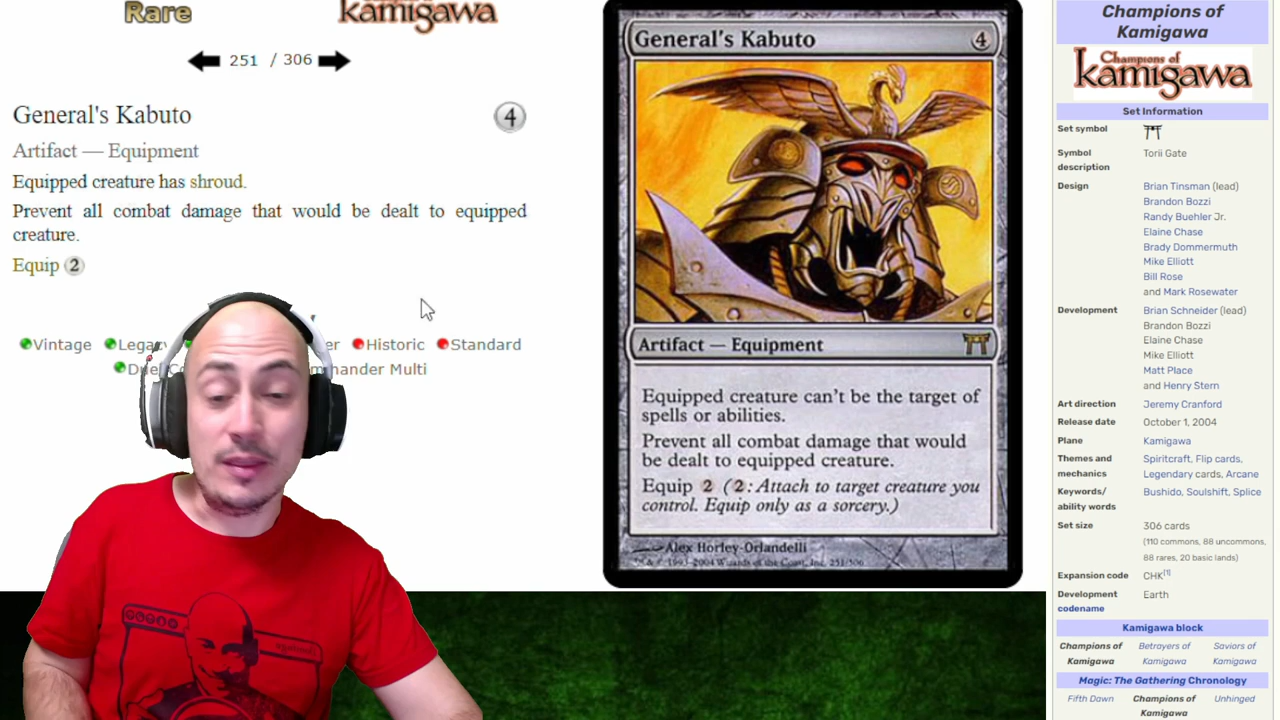 Rare
kamigawa
251 / 306
General's Kabuto
4
Artifact — Equipment
Equipped creature has shroud.
Prevent all combat damage that would be dealt to equipped
creature.
Equip 2
Vintage
Historic
Standard
Commander Multi
General's Kabuto
4
Artifact — Equipment
Equipped creature can't be the target of
spells or abilities.
Prevent all combat damage that would
be dealt to equipped creature.
Equip 2 (2: Attach to target creature you
control. Equip only as a sorcery.)
Alex Horley-Orlandelli
Champions of
Kamigawa
Champions of
kamigawa
Set Information
Set symbol
Symbol
description
Torii Gate
Design
Brian Tinsman (lead)
Brandon Bozzi
Randy Buehler Jr.
Elaine Chase
Brady Dommermuth
Mike Elliott
Bill Rose
and Mark Rosewater
Development
Brian Schneider (lead)
Brandon Bozzi
Elaine Chase
Mike Elliott
Matt Place
and Henry Stern
Art direction
Jeremy Cranford
Release date
October 1, 2004
Plane
Kamigawa
Themes and
mechanics
Spiritcraft, Flip cards,
Legendary cards, Arcane
Keywords/
ability words
Bushido, Soulshift, Splice
Set size
306 cards
(110 commons, 88 uncommons,
88 rares, 20 basic lands)
Expansion code
CHK[1]
Development
codename
Earth
Kamigawa block
Champions of
Kamigawa
Betrayers of
Kamigawa
Saviors of
Kamigawa
Magic: The Gathering Chronology
Fifth Dawn
Champions of
Kamigawa
Unhinged